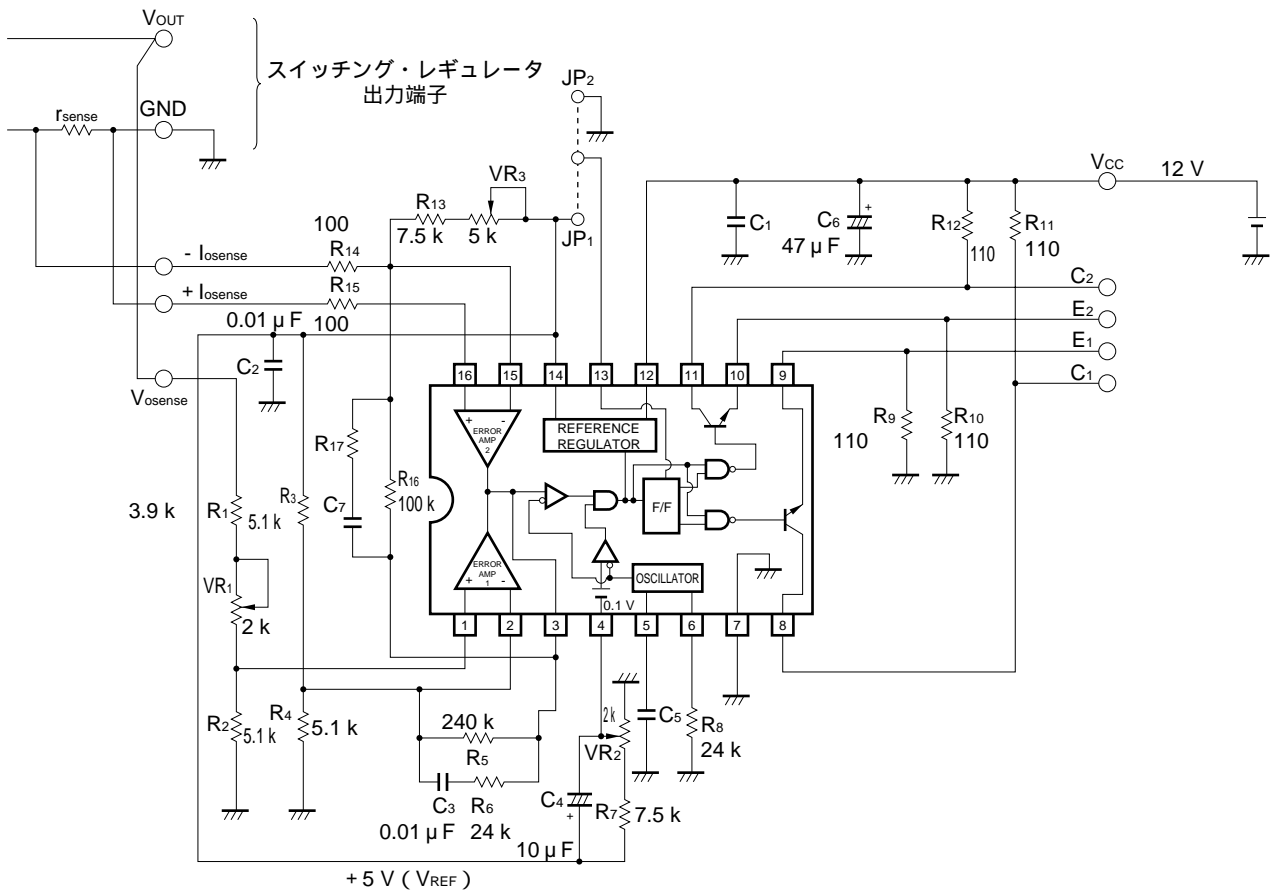 VOUT
スイッチング・レギュレータ
出力端子
JP2
rsense
GND
VCC
12 V
VR3
R13
7.5 k
5 k
JP1
C1
C6
47 μF
+
R12
110
R11
110
100
R14
- Iosense
R15
+ Iosense
100
0.01 μF
C2
E2
E1
C1
C2
Vosense
16
15
14
13
12
11
10
9
+
-
ERROR
AMP
2
REFERENCE
REGULATOR
R9
110
R10
110
R17
R16
100 k
C7
F/F
3.9 k
R1
5.1 k
R3
ERROR
AMP
1
+
-
OSCILLATOR
0.1 V
VR1
2 k
1
2
3
4
5
6
7
8
R2
5.1 k
R4
5.1 k
240 k
R5
2 k
VR2
C5
R8
24 k
C3
0.01 μF
R6
24 k
C4
+
10 μF
R7
7.5 k
+5 V ( VREF )